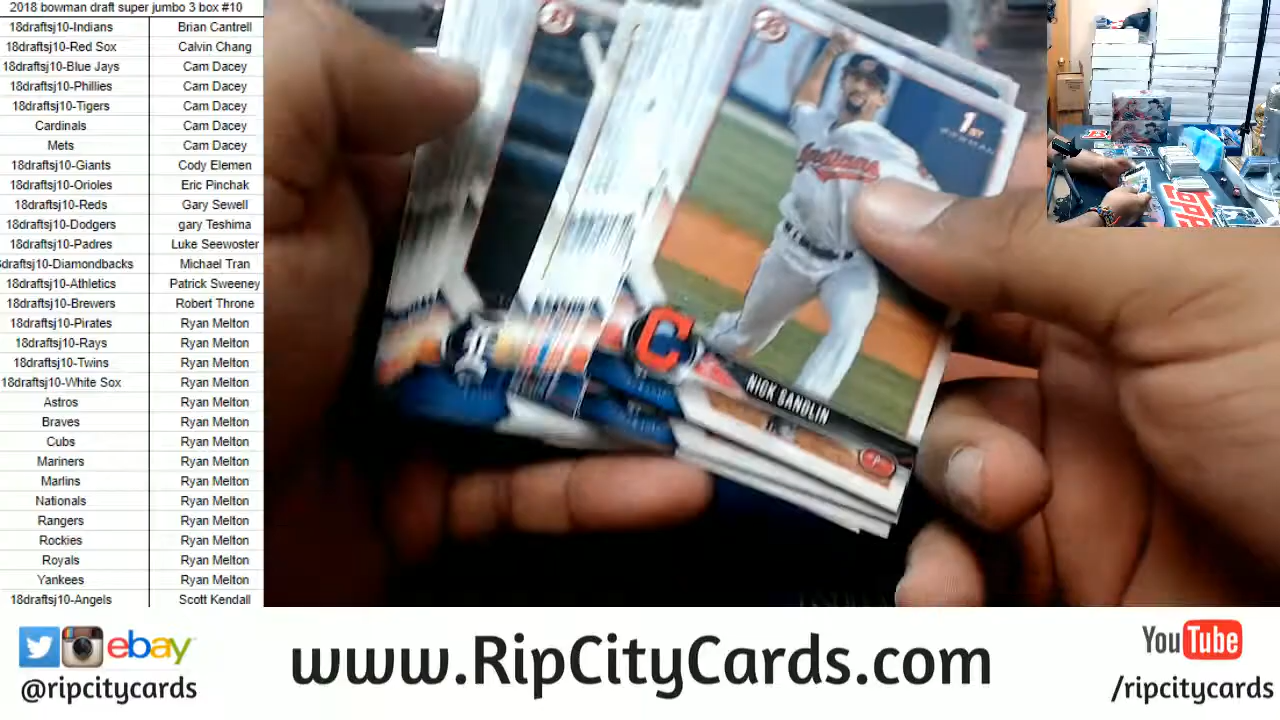 2018 bowman draft super jumbo 3 box #10
18draftsj10-Indians Brian Cantrell
18draftsj10-Red Sox Calvin Chang
18draftsj10-Blue Jays Cam Dacey
18draftsj10-Phillies Cam Dacey
18draftsj10-Tigers Cam Dacey
Cardinals Cam Dacey
Mets Cam Dacey
18draftsj10-Giants Cody Elemen
18draftsj10-Orioles Eric Pinchak
18draftsj10-Reds Gary Sewell
18draftsj10-Dodgers gary Teshima
18draftsj10-Padres Luke Seewoster
draftsj10-Diamondbacks Michael Tran
18draftsj10-Athletics Patrick Sweeney
18draftsj10-Brewers Robert Throne
18draftsj10-Pirates Ryan Melton
18draftsj10-Rays Ryan Melton
18draftsj10-Twins Ryan Melton
18draftsj10-White Sox Ryan Melton
Astros Ryan Melton
Braves Ryan Melton
Cubs Ryan Melton
Mariners Ryan Melton
Marlins Ryan Melton
Nationals Ryan Melton
Rangers Ryan Melton
Rockies Ryan Melton
Royals Ryan Melton
Yankees Ryan Melton
18draftsj10-Angels Scott Kendall
1ST
BOWMAN
Indians
C
NICK SANDLIN
P
TOPPS
ebay
@ripcitycards
www.RipCityCards.com
YouTube
/ripcitycards